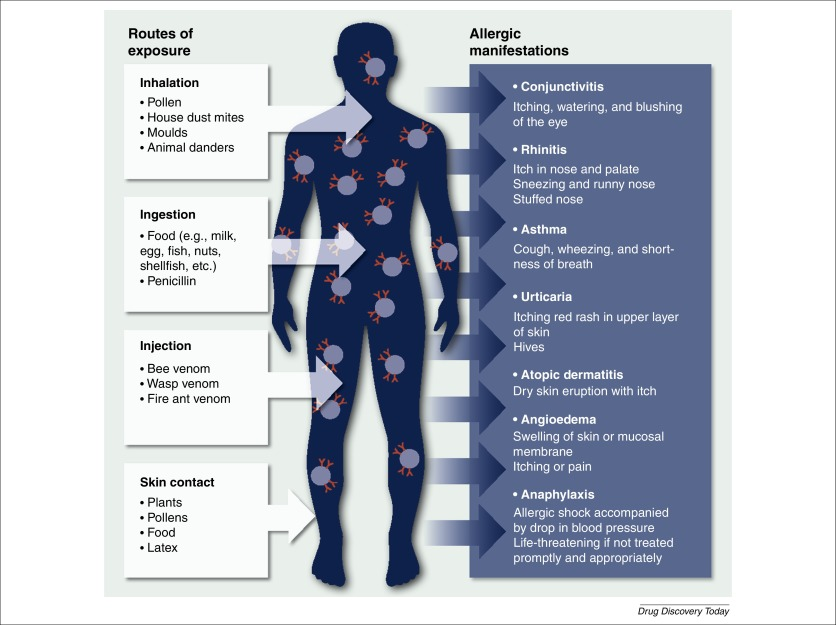 Routes of
exposure
Inhalation
• Pollen
• House dust mites
• Moulds
• Animal danders
Ingestion
• Food (e.g., milk,
egg, fish, nuts,
shellfish, etc.)
• Penicillin
Injection
• Bee venom
• Wasp venom
• Fire ant venom
Skin contact
• Plants
• Pollens
• Food
• Latex
Allergic
manifestations
• Conjunctivitis
Itching, watering, and blushing
of the eye
• Rhinitis
Itch in nose and palate
Sneezing and runny nose
Stuffed nose
• Asthma
Cough, wheezing, and short-
ness of breath
• Urticaria
Itching red rash in upper layer
of skin
Hives
• Atopic dermatitis
Dry skin eruption with itch
• Angioedema
Swelling of skin or mucosal
membrane
Itching or pain
• Anaphylaxis
Allergic shock accompanied
by drop in blood pressure
Life-threatening if not treated
promptly and appropriately
Drug Discovery Today